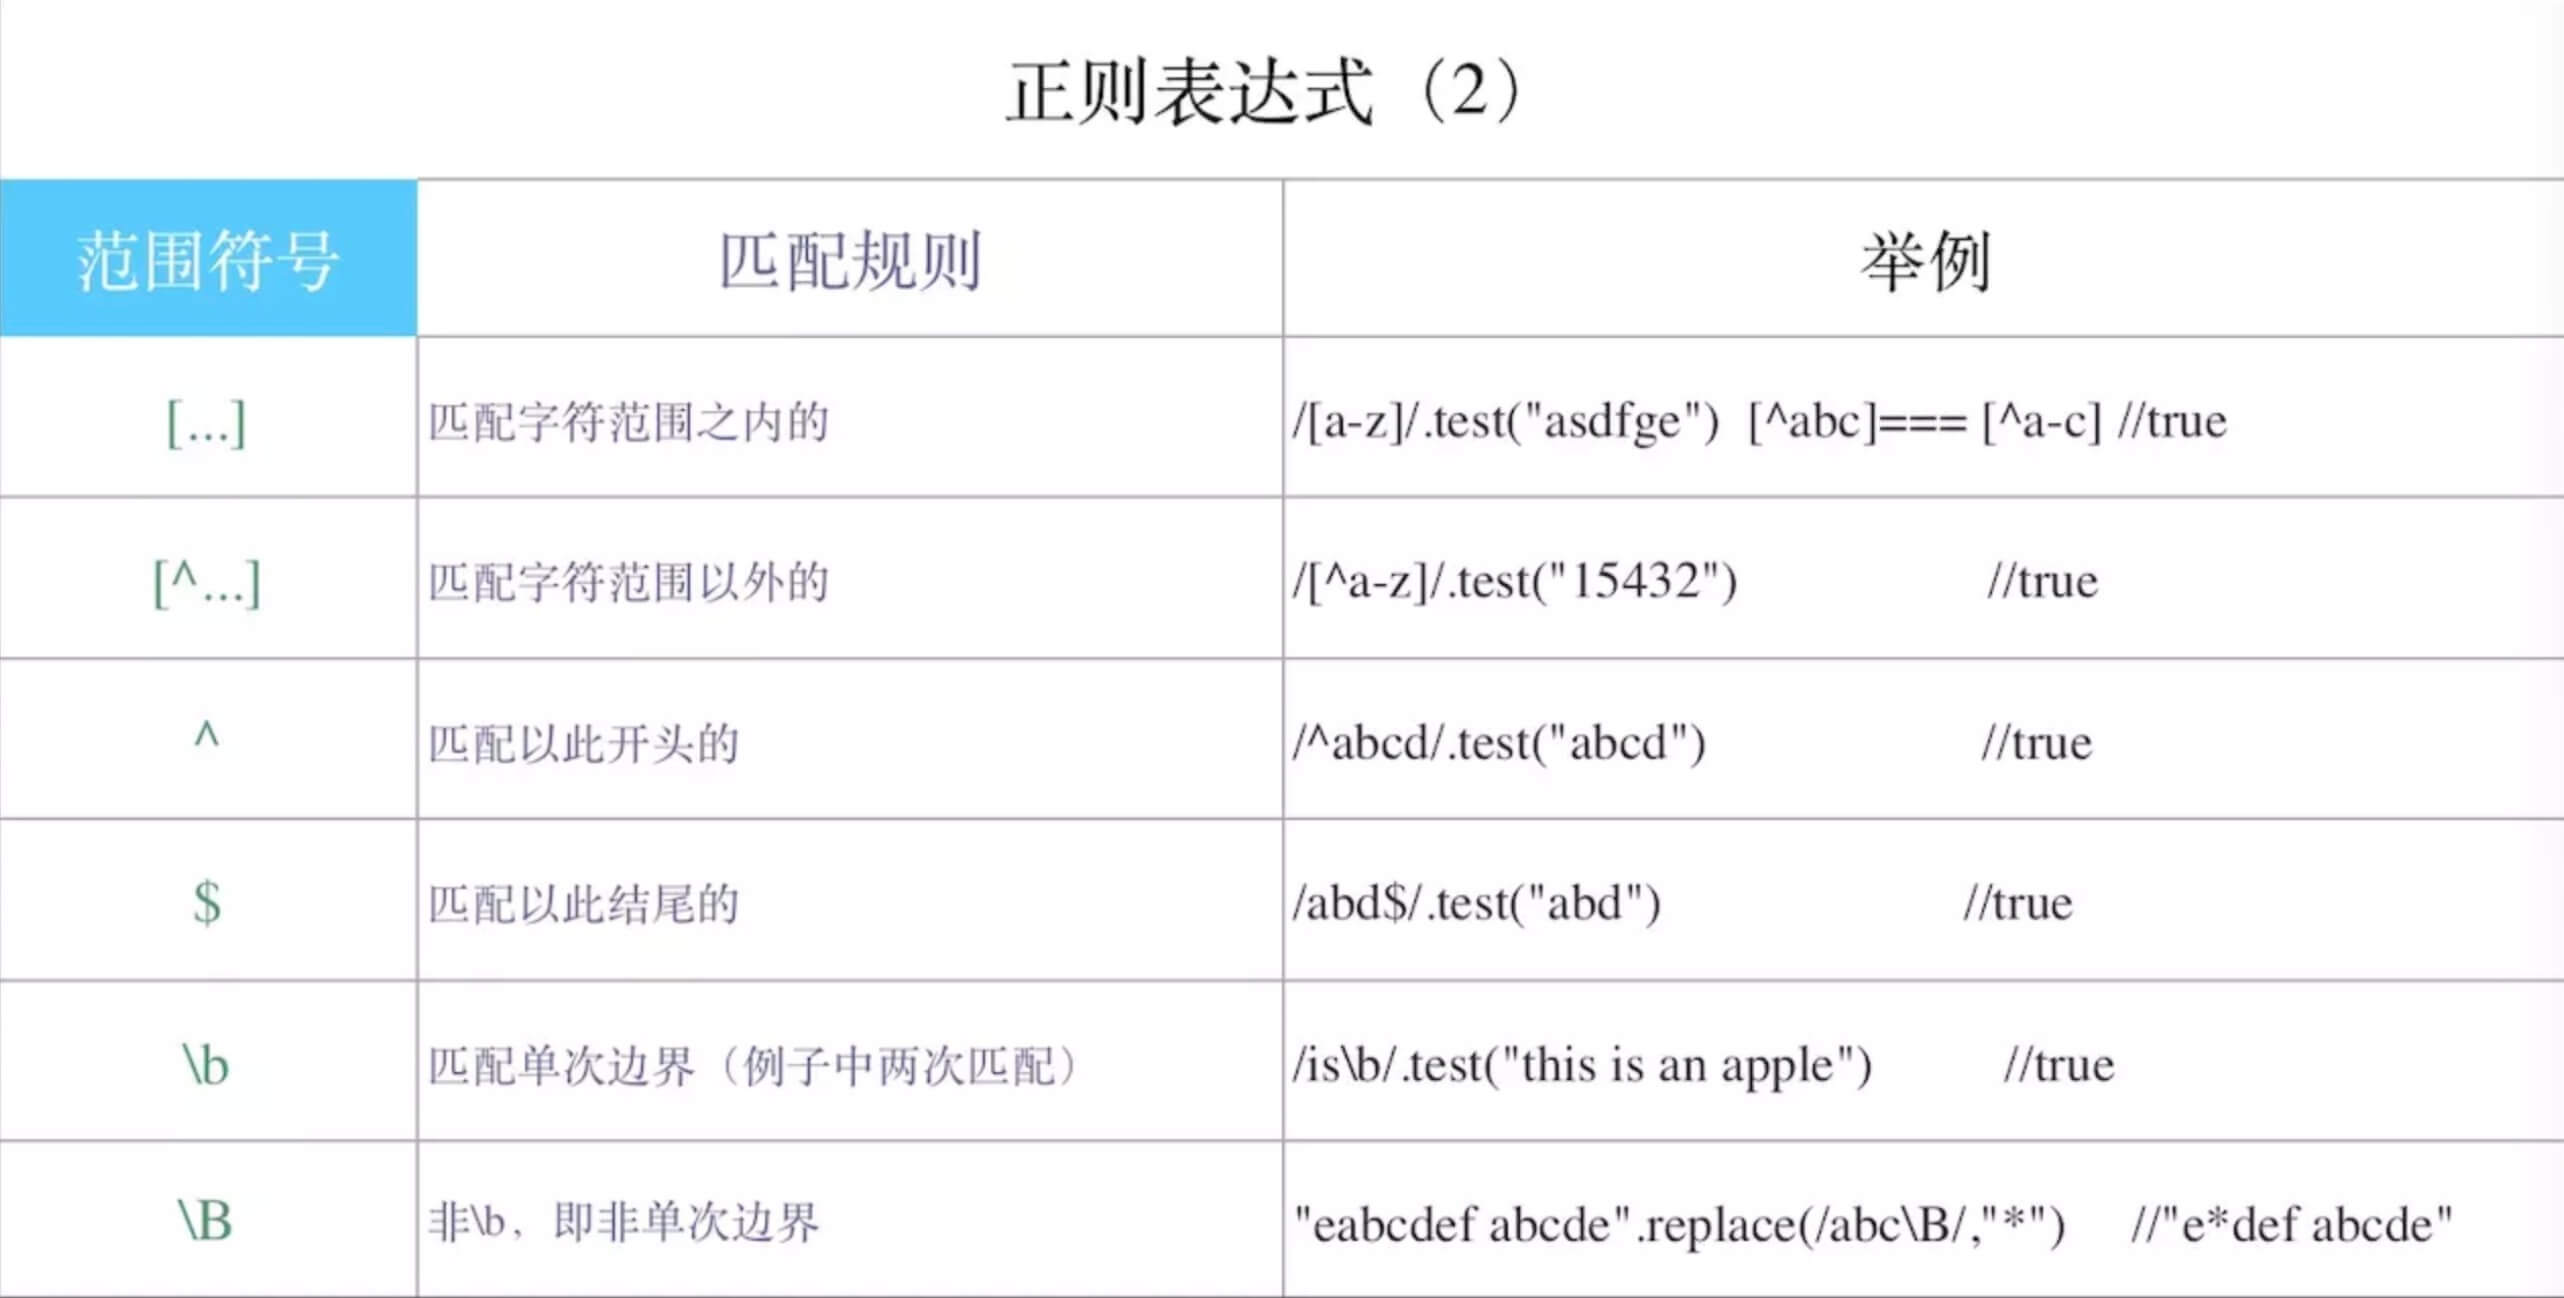 正则表达式（2）
范围符号 匹配规则 举例
[...] 匹配字符范围之内的 /[a-z]/.test("asdfge") [^abc]=== [^a-c] //true
[^...] 匹配字符范围以外的 /[^a-z]/.test("15432") //true
^ 匹配以此开头的 /^abcd/.test("abcd") //true
$ 匹配以此结尾的 /abd$/.test("abd") //true
\b 匹配单次边界（例子中两次匹配） /is\b/.test("this is an apple") //true
\B 非\b，即非单次边界 "eabcdef abcde".replace(/abc\B/,"*") //"e*def abcde"